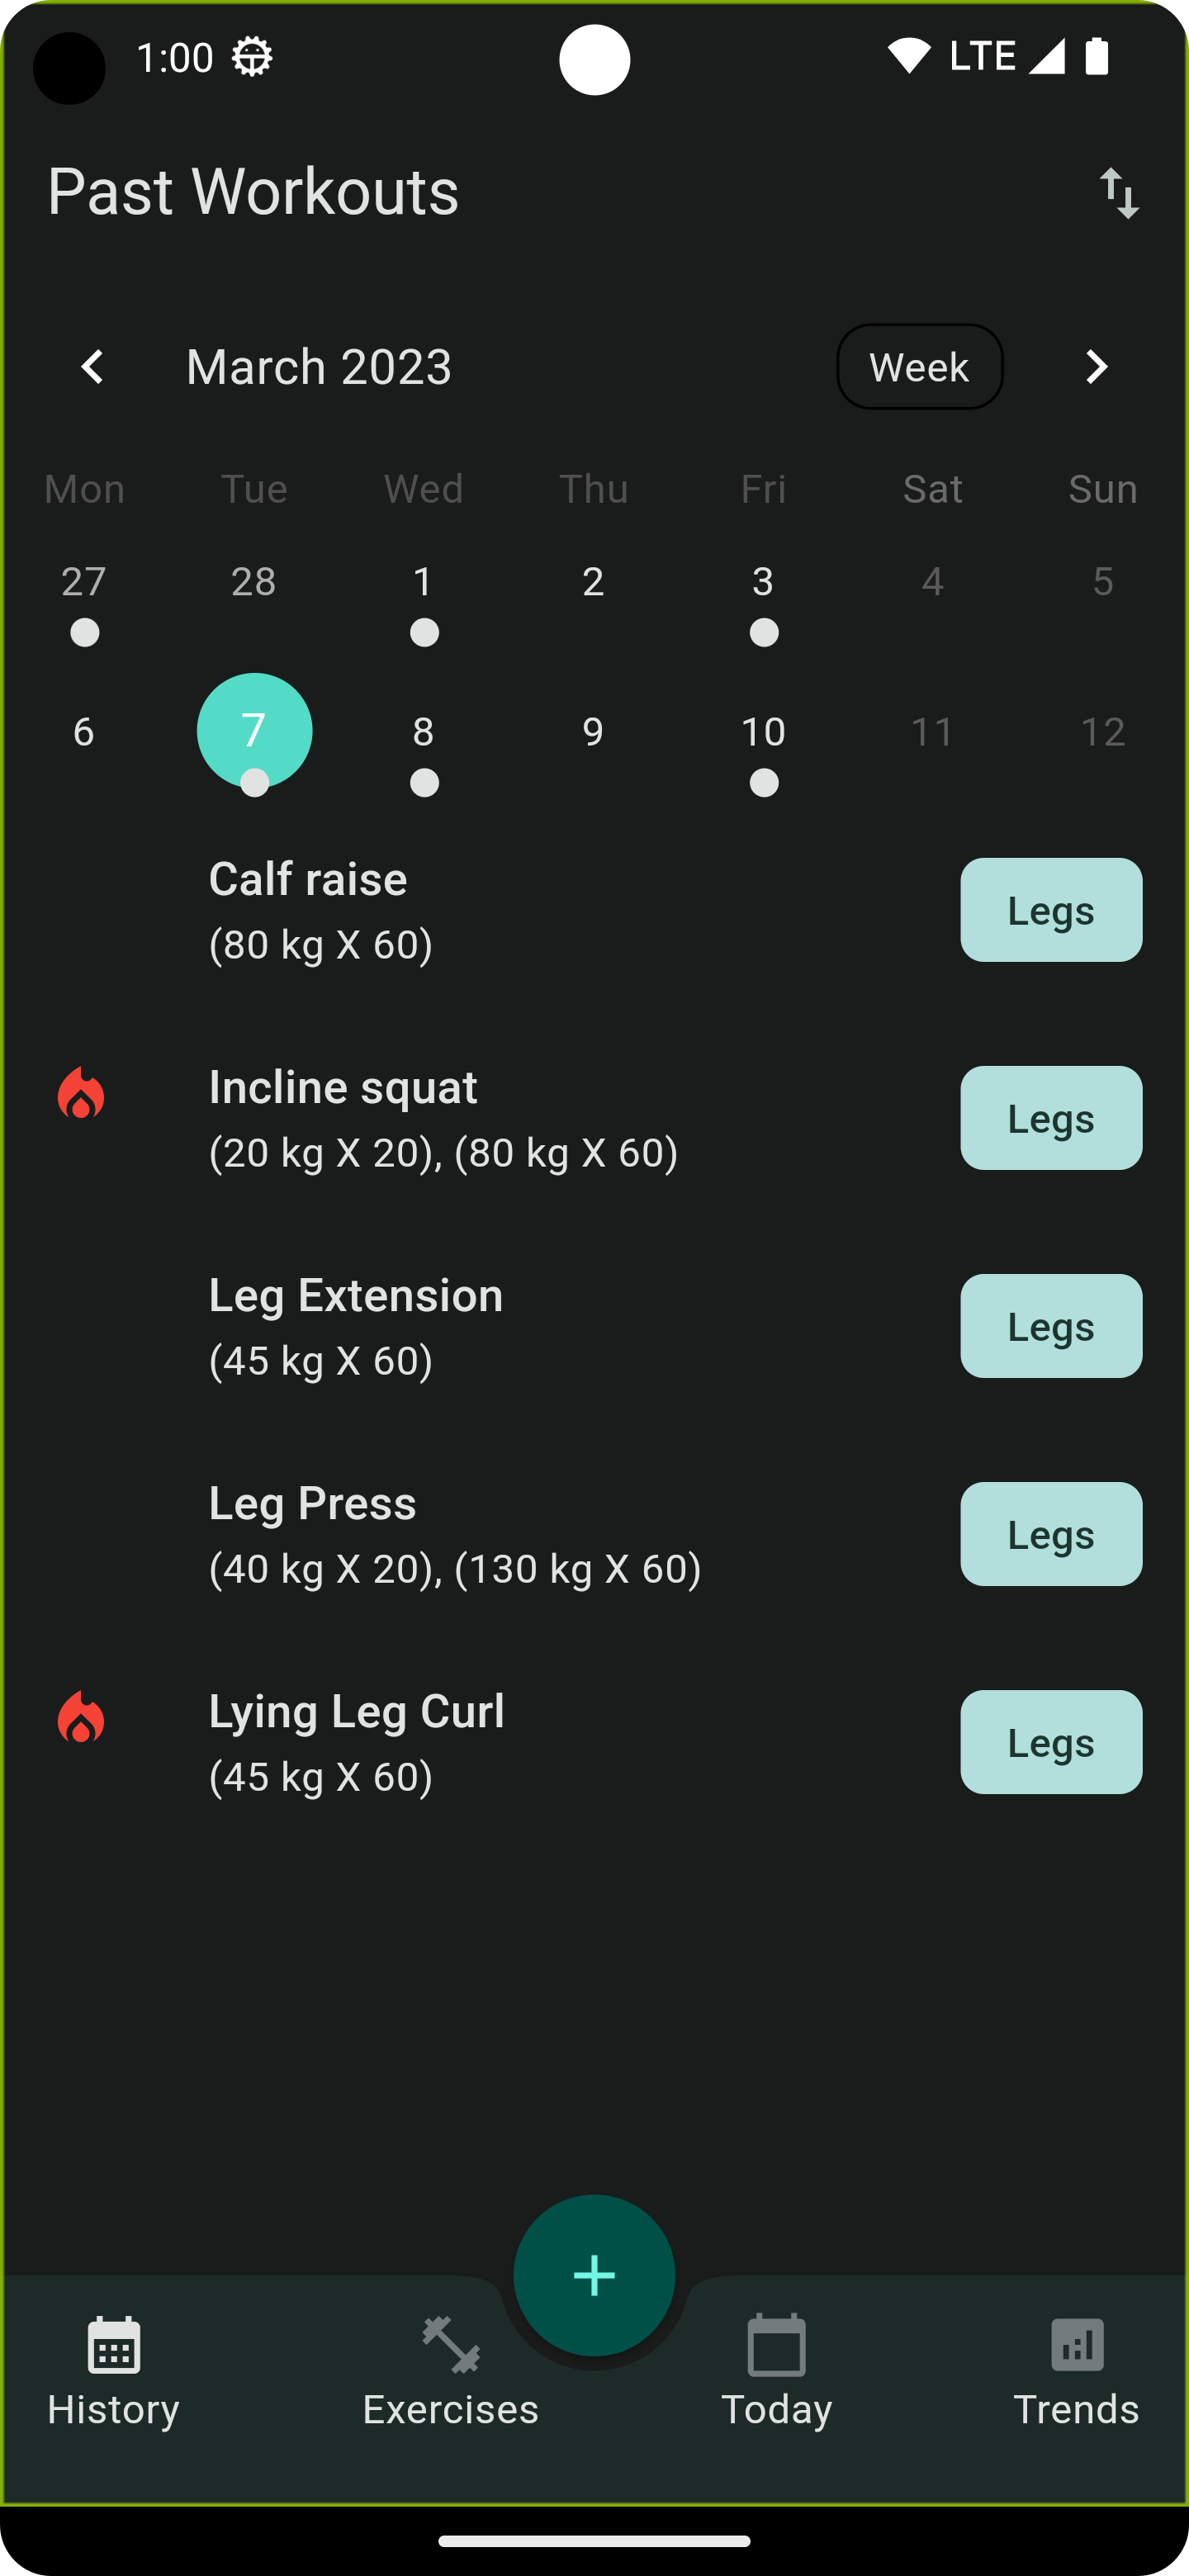 1:00 LTE
Past Workouts
March 2023 Week
Mon Tue Wed Thu Fri Sat Sun
27 28 1 2 3 4 5
6 7 8 9 10 11 12
Calf raise
(80 kg X 60)
Legs
Incline squat
(20 kg X 20), (80 kg X 60)
Legs
Leg Extension
(45 kg X 60)
Legs
Leg Press
(40 kg X 20), (130 kg X 60)
Legs
Lying Leg Curl
(45 kg X 60)
Legs
History Exercises Today Trends